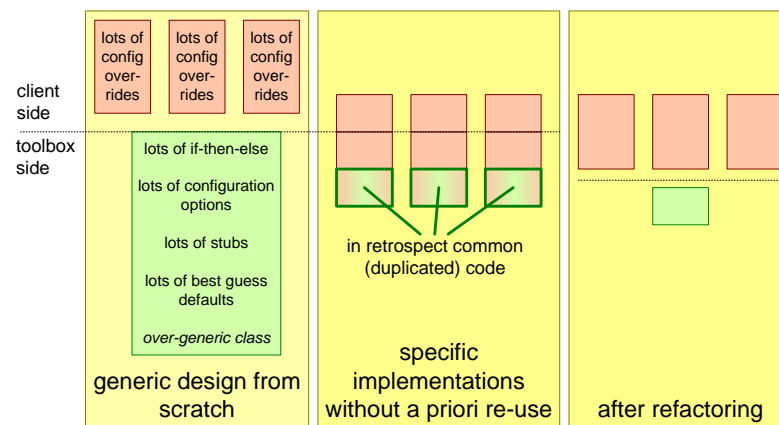 lots of
config
over-
rides
lots of
config
over-
rides
lots of
config
over-
rides
client
side
toolbox
side
lots of if-then-else
lots of configuration
options
lots of stubs
lots of best guess
defaults
over-generic class
generic design from
scratch
in retrospect common
(duplicated) code
specific
implementations
without a priori re-use
after refactoring